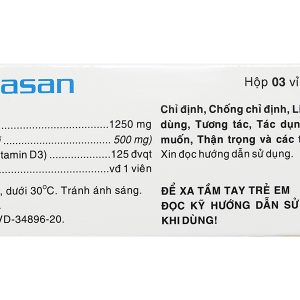 asan
1250 mg
500 mg)
tamin D3) 125 đvqt
vđ 1 viên
, dưới 30°C. Tránh ánh sáng.
VD-34896-20.
Hộp 03 vỉ
Chỉ định, Chống chỉ định, Li
dùng, Tương tác, Tác dụn
muốn, Thận trọng và các t
Xin đọc hướng dẫn sử dụng.
ĐỂ XA TẦM TAY TRẺ EM
ĐỌC KỸ HƯỚNG DẪN SỬ
KHI DÙNG!